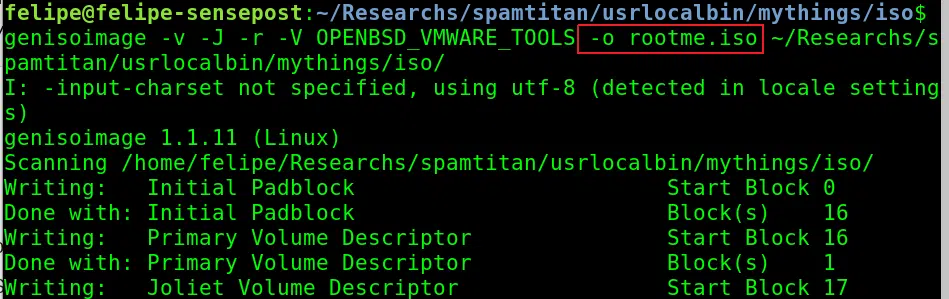 felipe@felipe-sensepost:~/Researchs/spamtitan/usrlocalbin/mythings/iso$
genisoimage -v -J -r -V OPENBSD_VMWARE_TOOLS -o rootme.iso ~/Researchs/s
pamtitan/usrlocalbin/mythings/iso/
I: -input-charset not specified, using utf-8 (detected in locale setting
s)
genisoimage 1.1.11 (Linux)
Scanning /home/felipe/Researchs/spamtitan/usrlocalbin/mythings/iso/
Writing:   Initial Padblock                        Start Block 0
Done with: Initial Padblock                        Block(s)    16
Writing:   Primary Volume Descriptor               Start Block 16
Done with: Primary Volume Descriptor               Block(s)    1
Writing:   Joliet Volume Descriptor                Start Block 17